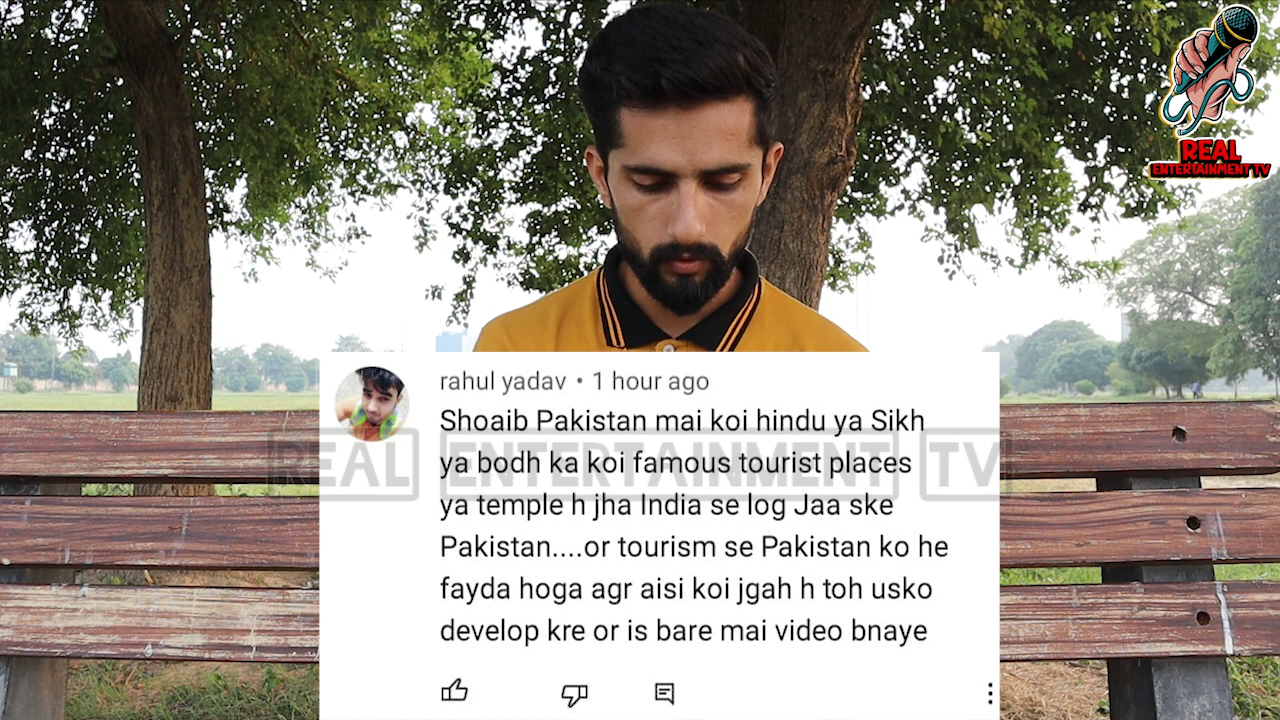 REAL
ENTERTAINMENT TV
rahul yadav • 1 hour ago
Shoaib Pakistan mai koi hindu ya Sikh
ya bodh ka koi famous tourist places
REAL ENTERTAINMENT TV
ya temple h jha India se log Jaa ske
Pakistan....or tourism se Pakistan ko he
fayda hoga agr aisi koi jgah h toh usko
develop kre or is bare mai video bnaye